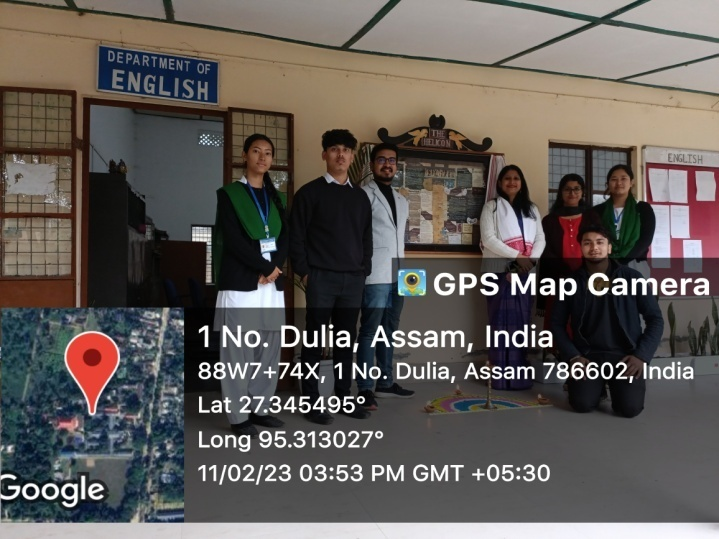 DEPARTMENT OF
ENGLISH
THE
HELICON
ENGLISH
GPS Map Camera
1 No. Dulia, Assam, India
88W7+74X, 1 No. Dulia, Assam 786602, India
Lat 27.345495°
Long 95.313027°
11/02/23 03:53 PM GMT +05:30
Google